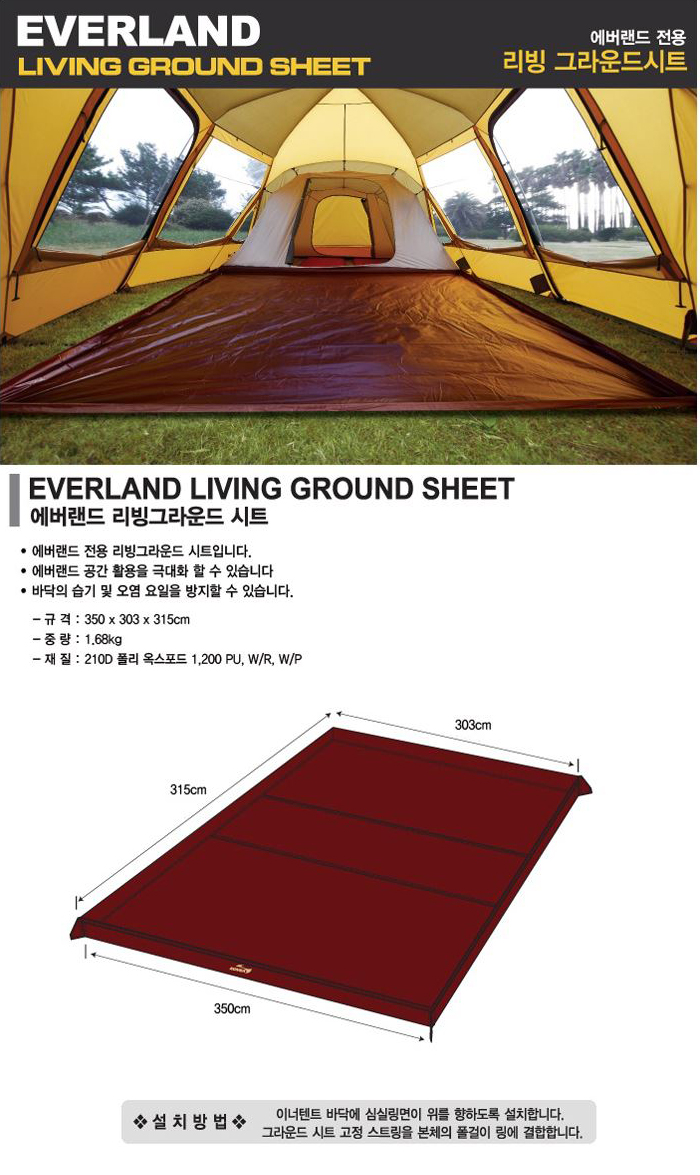 EVERLAND
LIVING GROUND SHEET
에버랜드 전용
리빙 그라운드시트
EVERLAND LIVING GROUND SHEET
에버랜드 리빙그라운드 시트
• 에버랜드 전용 리빙그라운드 시트입니다.
• 에버랜드 공간 활용을 극대화 할 수 있습니다
• 바닥의 습기 및 오염 요일을 방지할 수 있습니다.
– 규 격 : 350 x 303 x 315cm
– 중 량 : 1.68kg
– 재 질 : 210D 폴리 옥스포드 1,200 PU, W/R, W/P
303cm
315cm
350cm
❖ 설 치 방 법 ❖
이너텐트 바닥에 심실링면이 위를 향하도록 설치합니다.
그라운드 시트 고정 스트링을 본체의 폴걸이 링에 결합합니다.